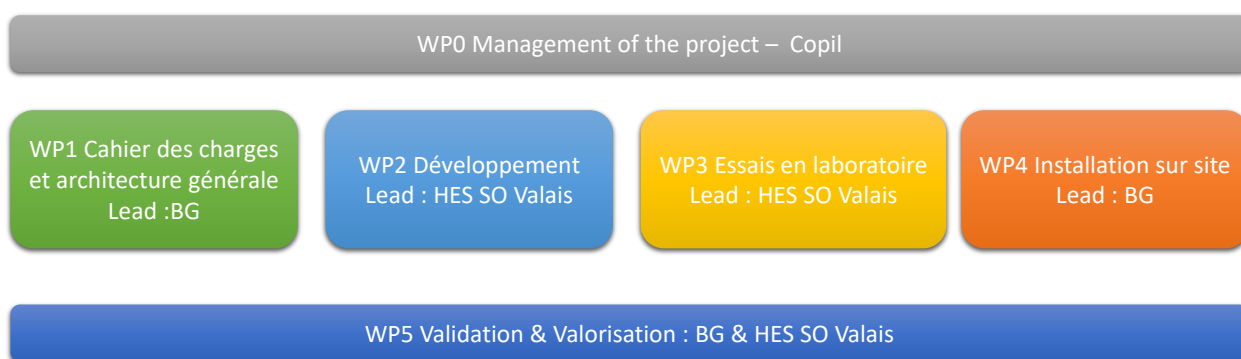 WP0 Management of the project – Copil
WP1 Cahier des charges
et architecture générale
Lead :BG
WP2 Développement
Lead : HES SO Valais
WP3 Essais en laboratoire
Lead : HES SO Valais
WP4 Installation sur site
Lead : BG
WP5 Validation & Valorisation : BG & HES SO Valais